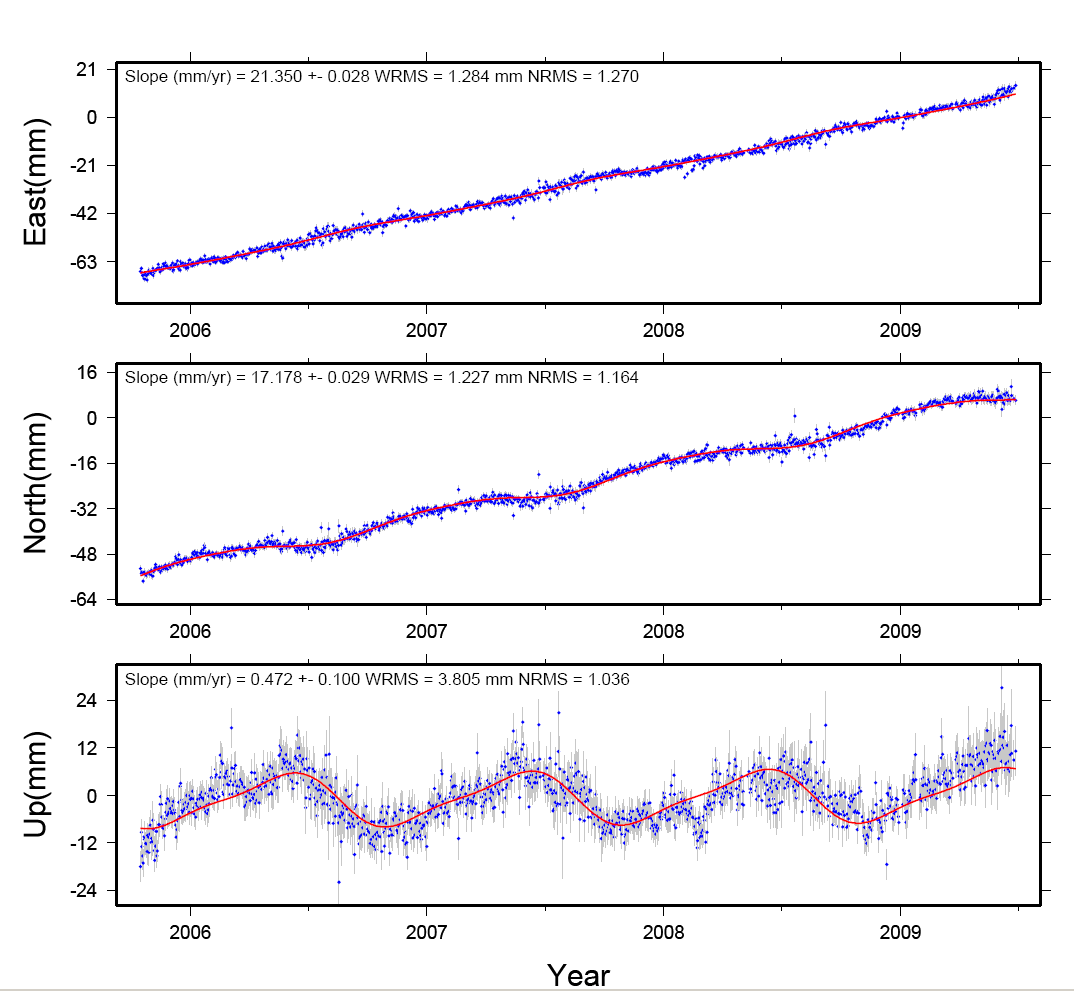 Slope (mm/yr) = 21.350 +- 0.028 WRMS = 1.284 mm NRMS = 1.270
21
0
-21
-42
-63
East(mm)
2006 2007 2008 2009
Slope (mm/yr) = 17.178 +- 0.029 WRMS = 1.227 mm NRMS = 1.164
16
0
-16
-32
-48
-64
North(mm)
2006 2007 2008 2009
Slope (mm/yr) = 0.472 +- 0.100 WRMS = 3.805 mm NRMS = 1.036
24
12
0
-12
-24
Up(mm)
2006 2007 2008 2009
Year